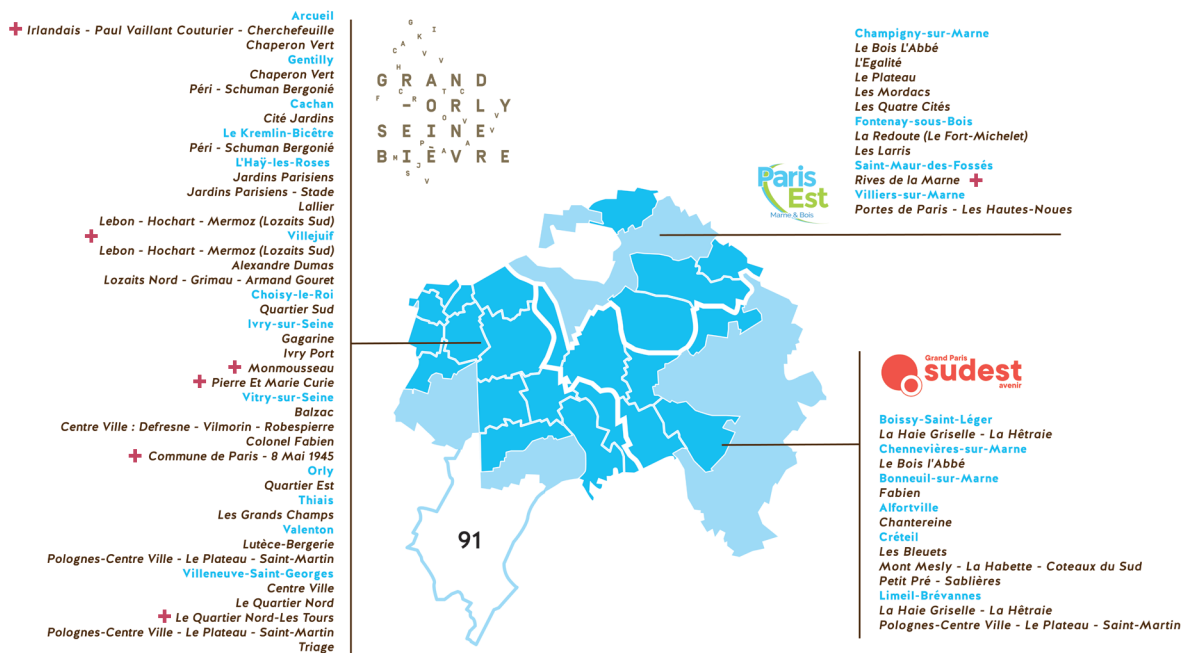 Arcueil
Irlandais - Paul Vaillant Couturier - Cherchefeuille
Chaperon Vert
Gentilly
Chaperon Vert
Péri - Schuman Bergonié
Cachan
Cité Jardins
Le Kremlin-Bicêtre
Péri - Schuman Bergonié
L'Haÿ-les-Roses
Jardins Parisiens
Jardins Parisiens - Stade
Lallier
Lebon - Hochart - Mermoz (Lozaits Sud)
Villejuif
Lebon - Hochart - Mermoz (Lozaits Sud)
Alexandre Dumas
Lozaits Nord - Grimau - Armand Gouret
Choisy-le-Roi
Quartier Sud
Ivry-sur-Seine
Gagarine
Ivry Port
Monmousseau
Pierre Et Marie Curie
Vitry-sur-Seine
Balzac
Centre Ville : Defresne - Vilmorin - Robespierre
Colonel Fabien
Commune de Paris - 8 Mai 1945
Orly
Quartier Est
Thiais
Les Grands Champs
Valenton
Lutèce-Bergerie
Polognes-Centre Ville - Le Plateau - Saint-Martin
Villeneuve-Saint-Georges
Centre Ville
Le Quartier Nord
Le Quartier Nord-Les Tours
Polognes-Centre Ville - Le Plateau - Saint-Martin
Triage
GRAND
-ORLY
SEINE
BIÈVRE
91
Paris
Est
Marne & Bois
Champigny-sur-Marne
Le Bois L'Abbé
L'Egalité
Le Plateau
Les Mordacs
Les Quatre Cités
Fontenay-sous-Bois
La Redoute (Le Fort-Michelet)
Les Larris
Saint-Maur-des-Fossés
Rives de la Marne
Villiers-sur-Marne
Portes de Paris - Les Hautes-Noues
Grand Paris
sudest
avenir
Boissy-Saint-Léger
La Haie Griselle - La Hêtraie
Chennevières-sur-Marne
Le Bois l'Abbé
Bonneuil-sur-Marne
Fabien
Alfortville
Chantereine
Créteil
Les Bleuets
Mont Mesly - La Habette - Coteaux du Sud
Petit Pré - Sablières
Limeil-Brévannes
La Haie Griselle - La Hêtraie
Polognes-Centre Ville - Le Plateau - Saint-Martin